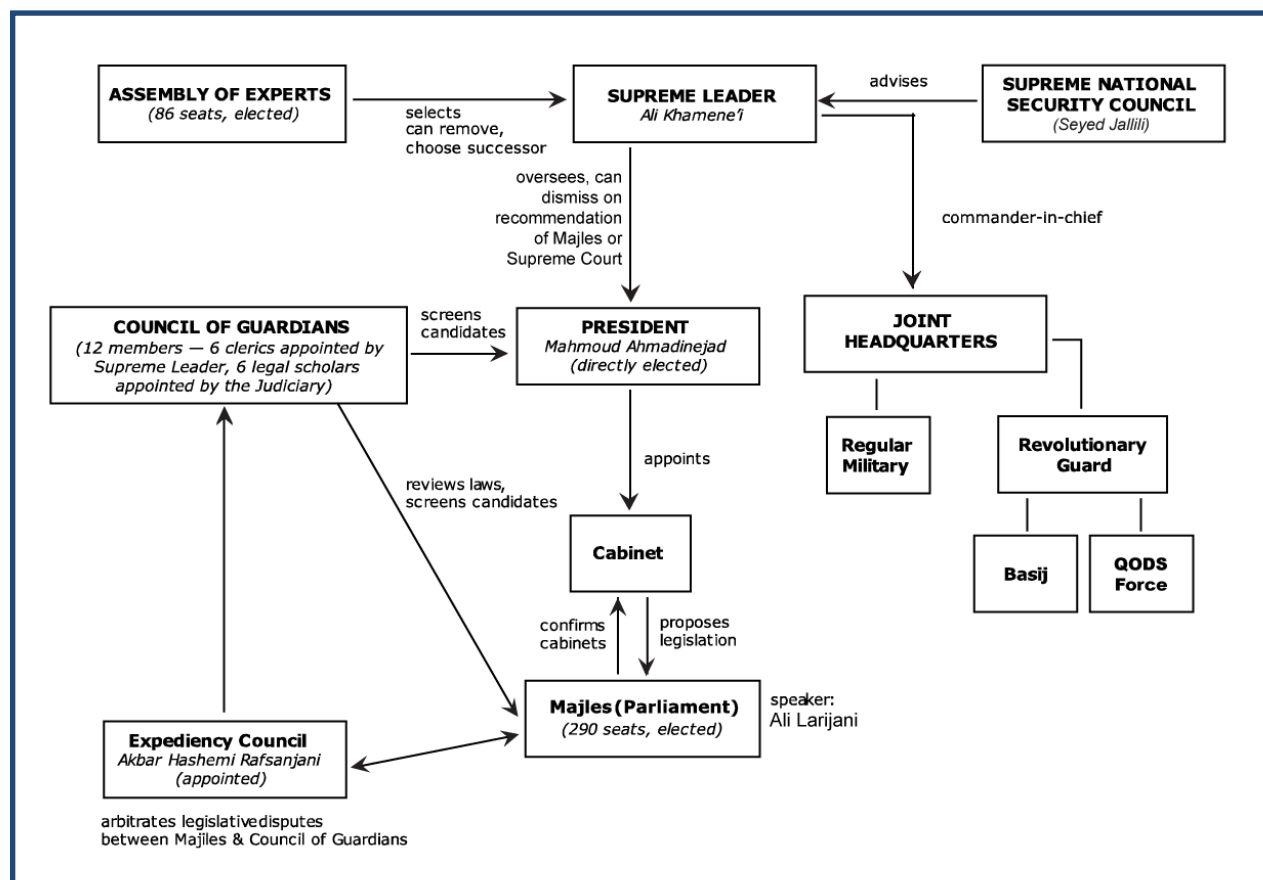 ASSEMBLY OF EXPERTS
(86 seats, elected)
selects
can remove,
choose successor
SUPREME LEADER
Ali Khamene'i
advises
SUPREME NATIONAL
SECURITY COUNCIL
(Seyed Jallili)
oversees, can
dismiss on
recommendation
of Majles or
Supreme Court
commander-in-chief
COUNCIL OF GUARDIANS
(12 members — 6 clerics appointed by
Supreme Leader, 6 legal scholars
appointed by the Judiciary)
screens
candidates
PRESIDENT
Mahmoud Ahmadinejad
(directly elected)
JOINT
HEADQUARTERS
Regular
Military
Revolutionary
Guard
appoints
reviews laws,
screens candidates
Cabinet
Basij
QODS
Force
confirms
cabinets
proposes
legislation
Majles (Parliament)
(290 seats, elected)
speaker:
Ali Larijani
Expediency Council
Akbar Hashemi Rafsanjani
(appointed)
arbitrates legislativedisputes
between Majiles & Council of Guardians